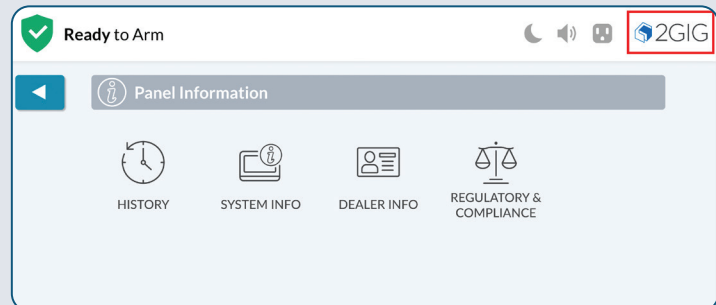 Ready to Arm
2GIG
Panel Information
HISTORY
SYSTEM INFO
DEALER INFO
REGULATORY &
COMPLIANCE